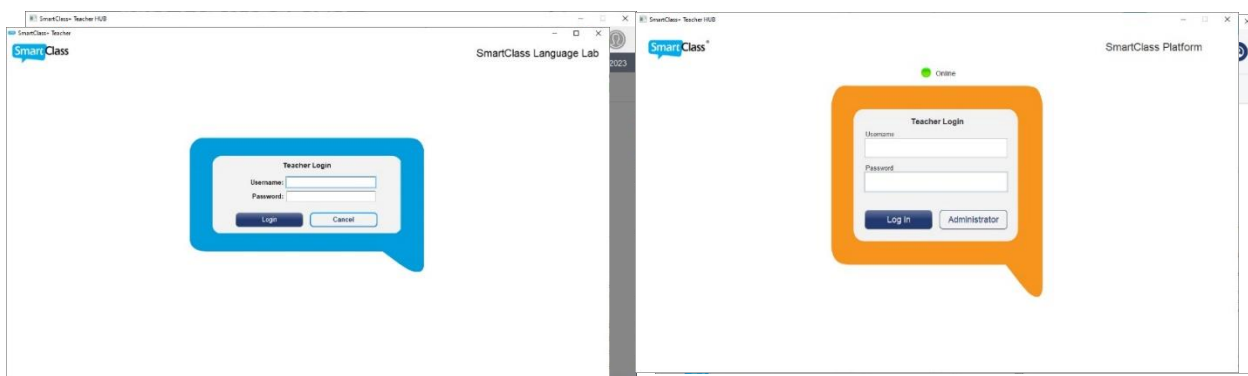 SmartClass+ Teacher HUB
SmartClass+ Teacher
SmartClass
SmartClass Language Lab
2023
Teacher Login
Username:
Password:
Login
Cancel
SmartClass+ Teacher HUB
SmartClass+
SmartClass Platform
Online
Teacher Login
Username
Password
Log In
Administrator